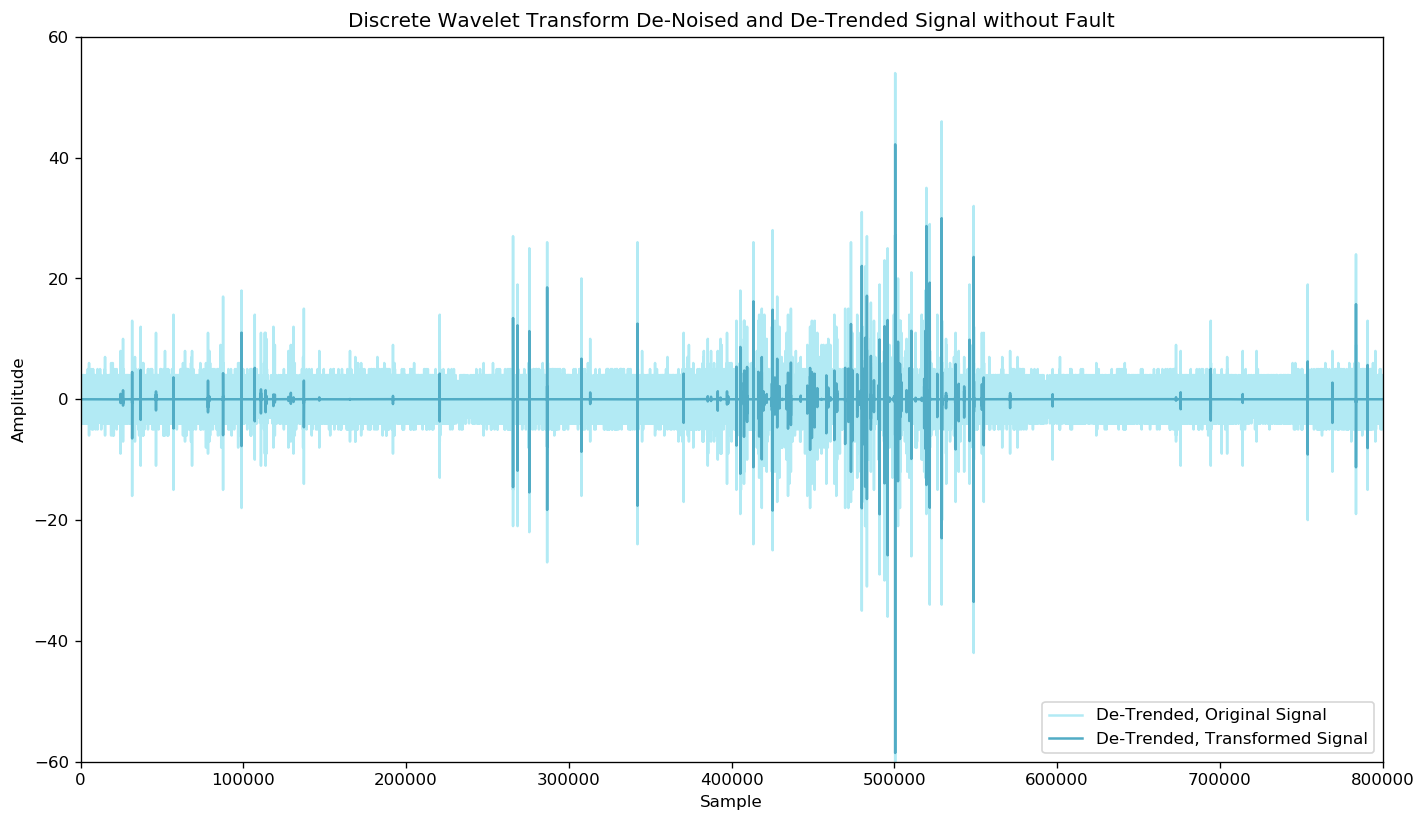 Discrete Wavelet Transform De-Noised and De-Trended Signal without Fault
60
40
20
0
−20
−40
−60
Amplitude
De-Trended, Original Signal
De-Trended, Transformed Signal
0 100000 200000 300000 400000 500000 600000 700000 800000
Sample